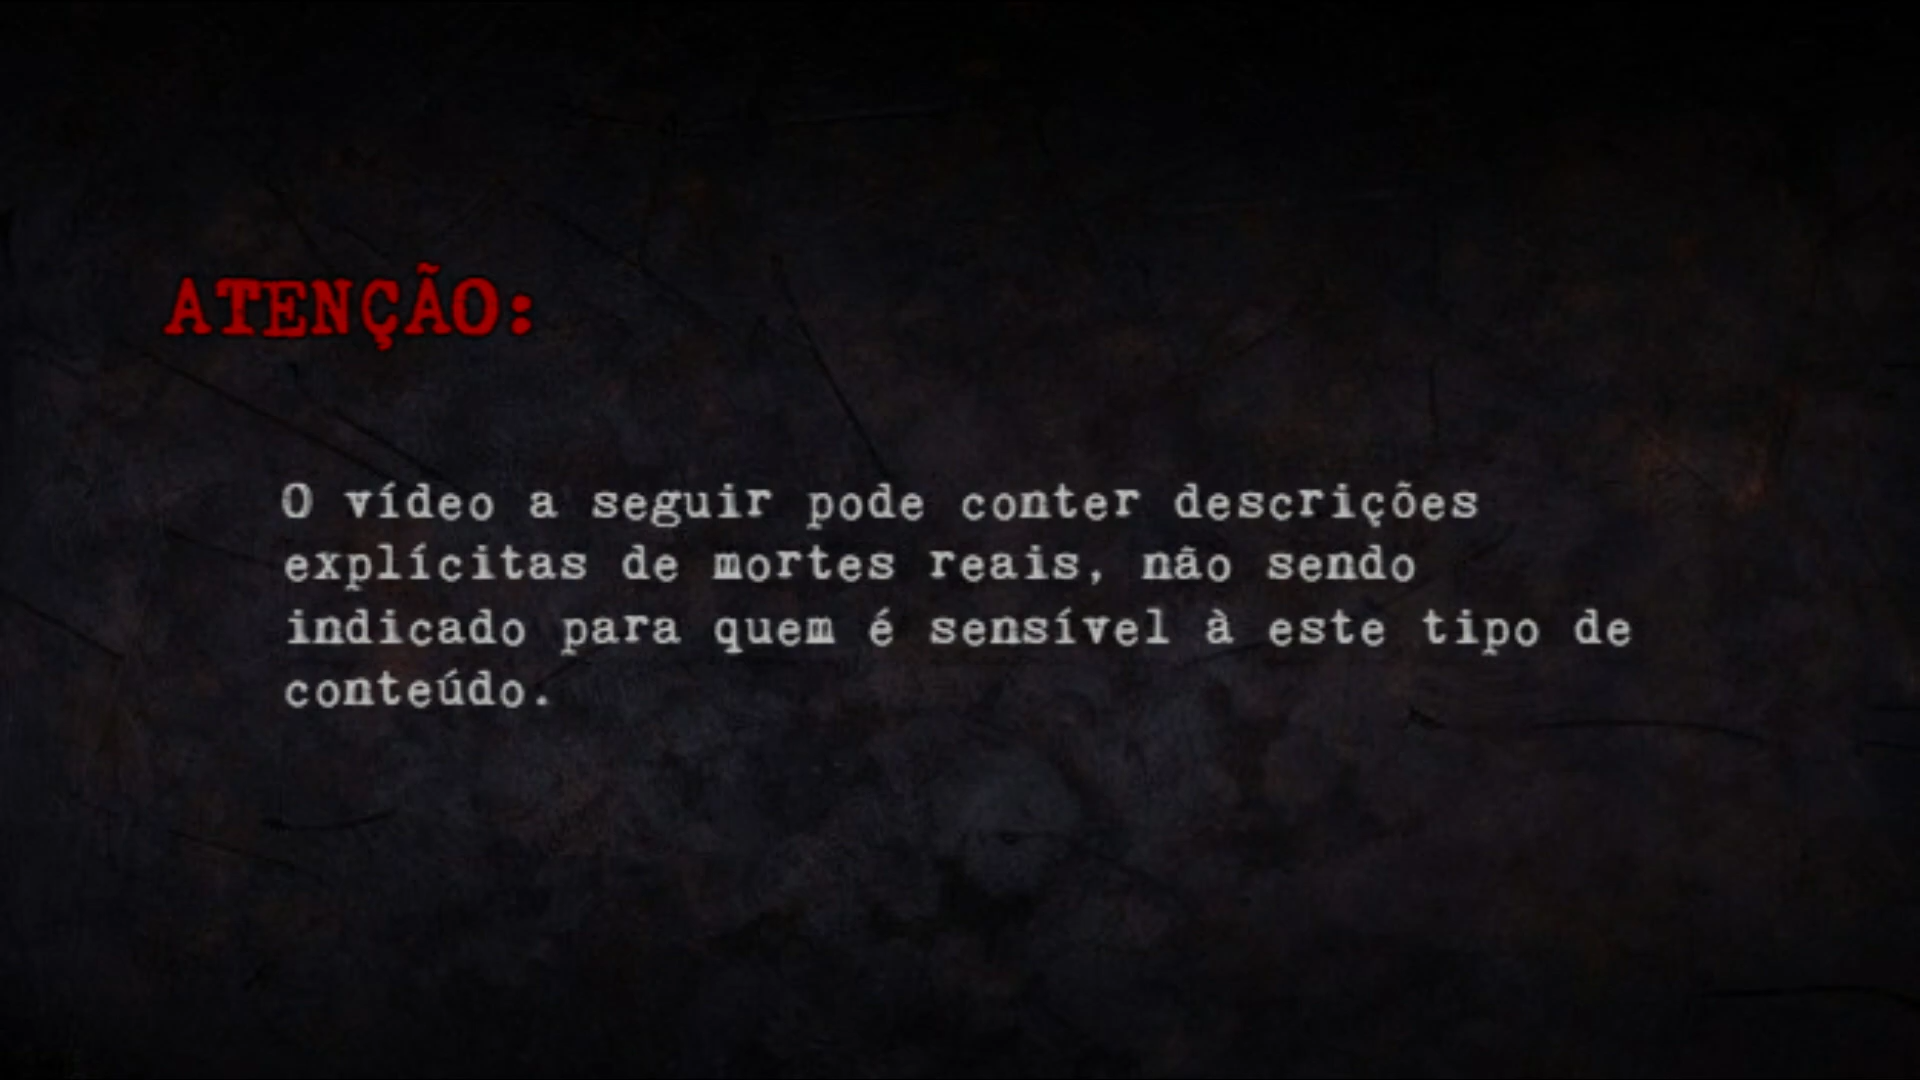 ATENÇÃO:
O vídeo a seguir pode conter descrições
explícitas de mortes reais, não sendo
indicado para quem é sensível à este tipo de
conteúdo.